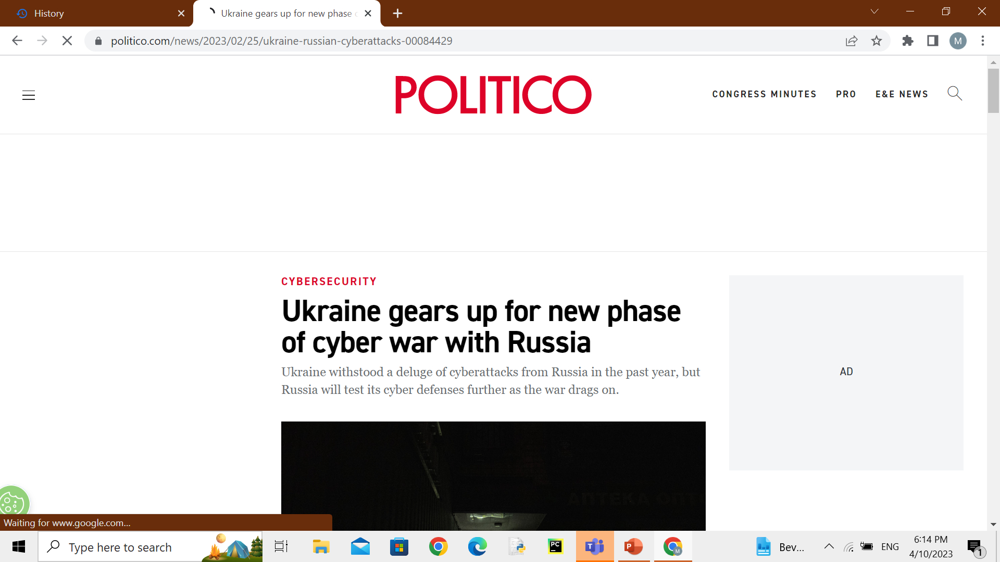 History
Ukraine gears up for new phase
politico.com/news/2023/02/25/ukraine-russian-cyberattacks-00084429
M
POLITICO
CONGRESS MINUTES
PRO
E&E NEWS
CYBERSECURITY
Ukraine gears up for new phase
of cyber war with Russia
Ukraine withstood a deluge of cyberattacks from Russia in the past year, but
Russia will test its cyber defenses further as the war drags on.
AD
АПТЕКА ОПТ
Waiting for www.google.com...
Type here to search
PC
T
P
M
Bev...
ENG
6:14 PM
4/10/2023
1